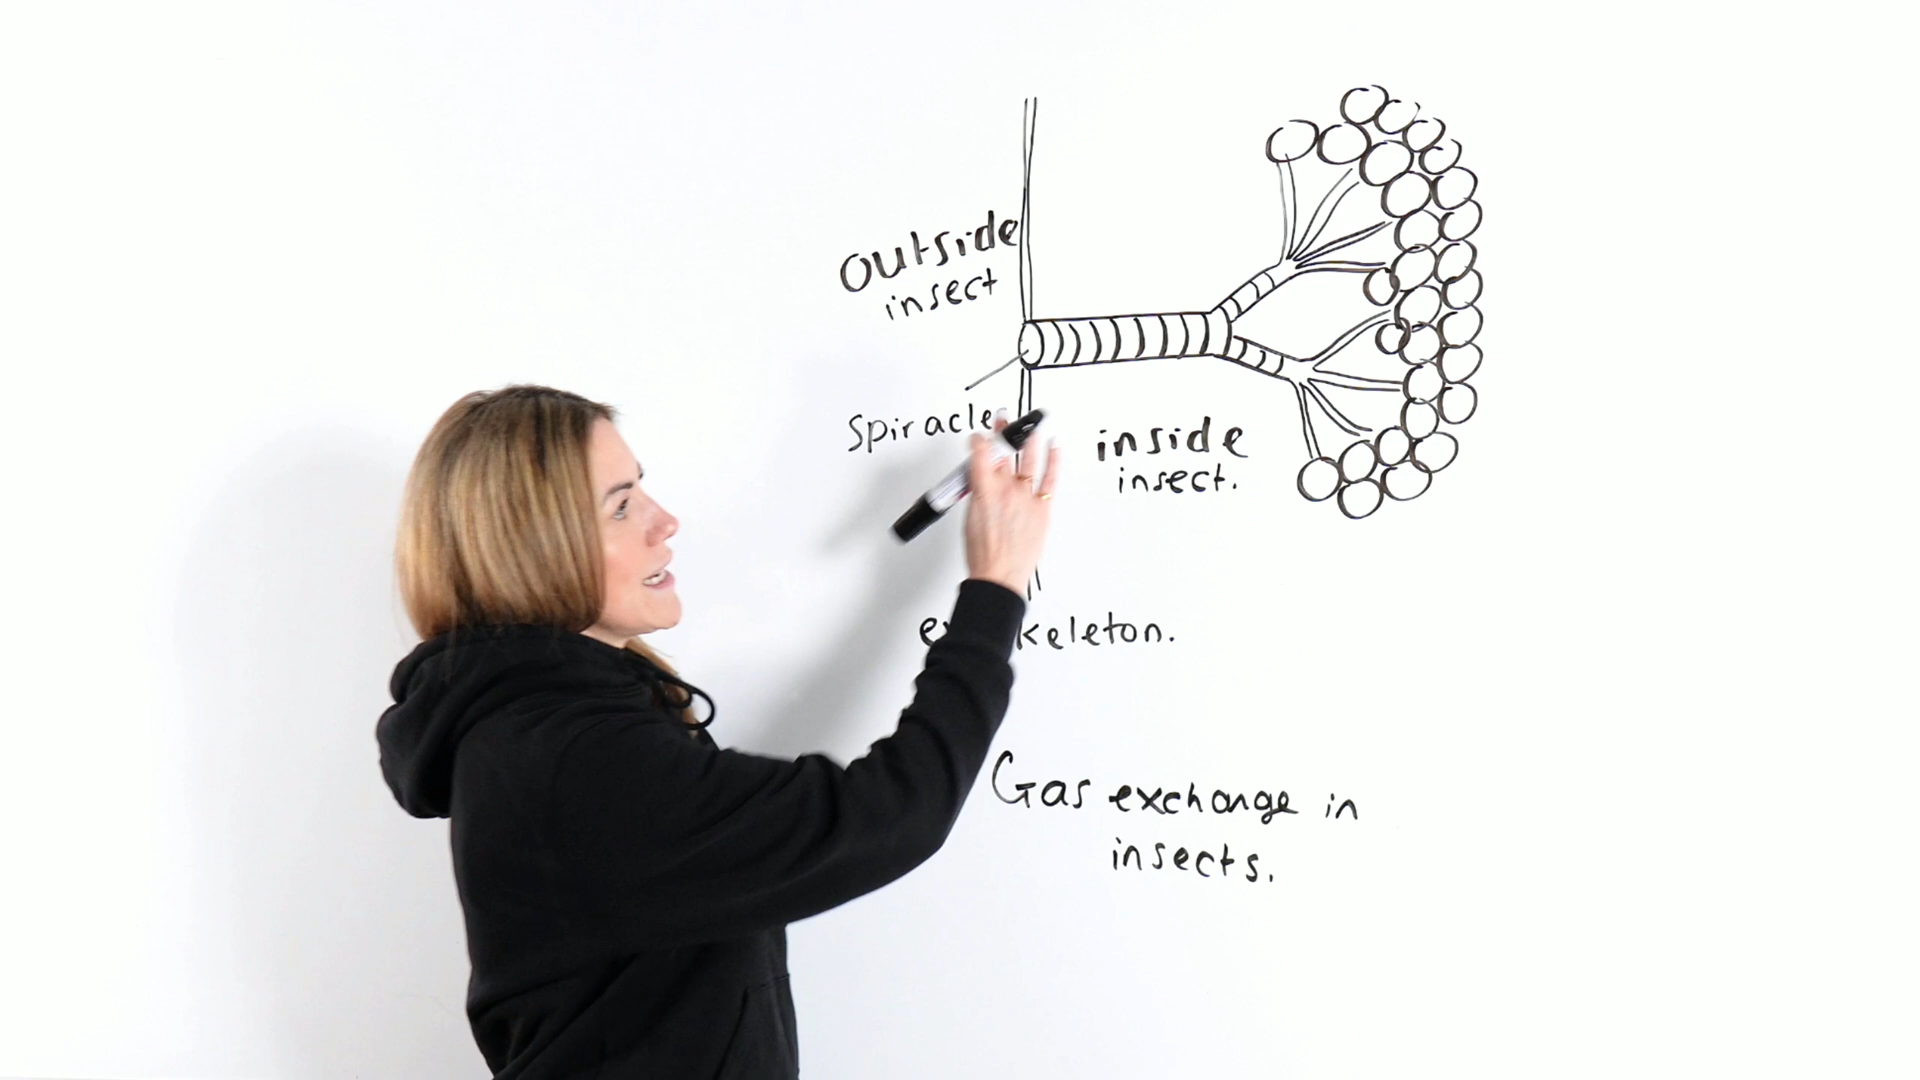 outside
insect
Spiracle
inside
insect.
keleton.
Gas exchange in
insects.